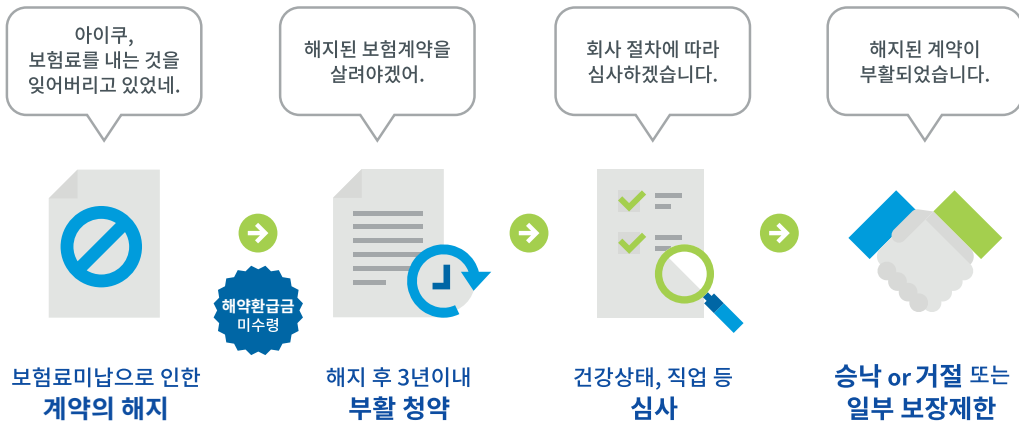 아이쿠,
보험료를 내는 것을
잊어버리고 있었네.
해지된 보험계약을
살려야겠어.
회사 절차에 따라
심사하겠습니다.
해지된 계약이
부활되었습니다.
해약환급금
미수령
보험료미납으로 인한
계약의 해지
해지 후 3년이내
부활 청약
건강상태, 직업 등
심사
승낙 or 거절 또는
일부 보장제한